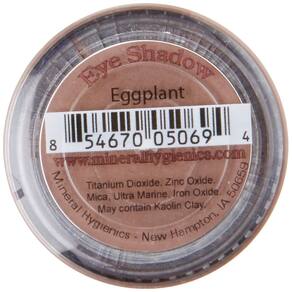 Eye Shadow
Eggplant
8 54670 05069 4
www.mineralhygienics.com
Titanium Dioxide, Zinc Oxide,
Mica, Ultra Marine, Iron Oxide.
May contain Kaolin Clay.
Mineral Hygienics - New Hampton, IA 50659